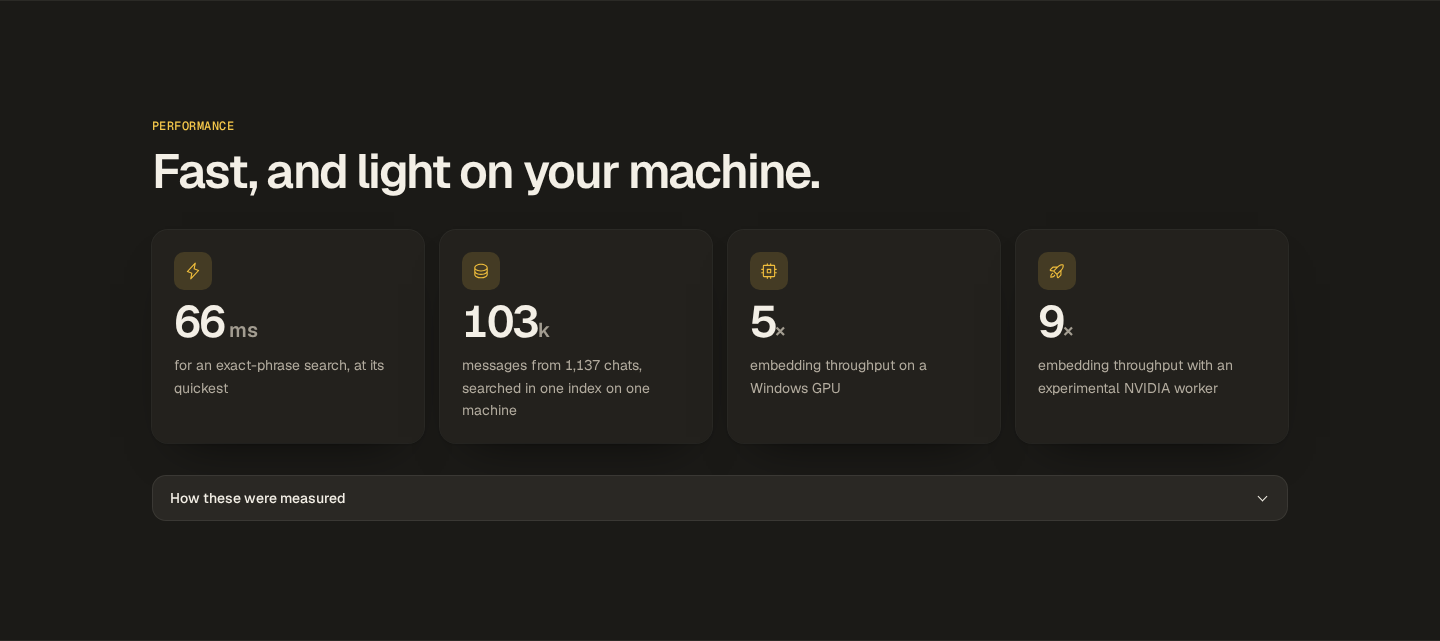 PERFORMANCE
Fast, and light on your machine.
66 ms
for an exact-phrase search, at its
quickest
103k
messages from 1,137 chats,
searched in one index on one
machine
5×
embedding throughput on a
Windows GPU
9×
embedding throughput with an
experimental NVIDIA worker
How these were measured